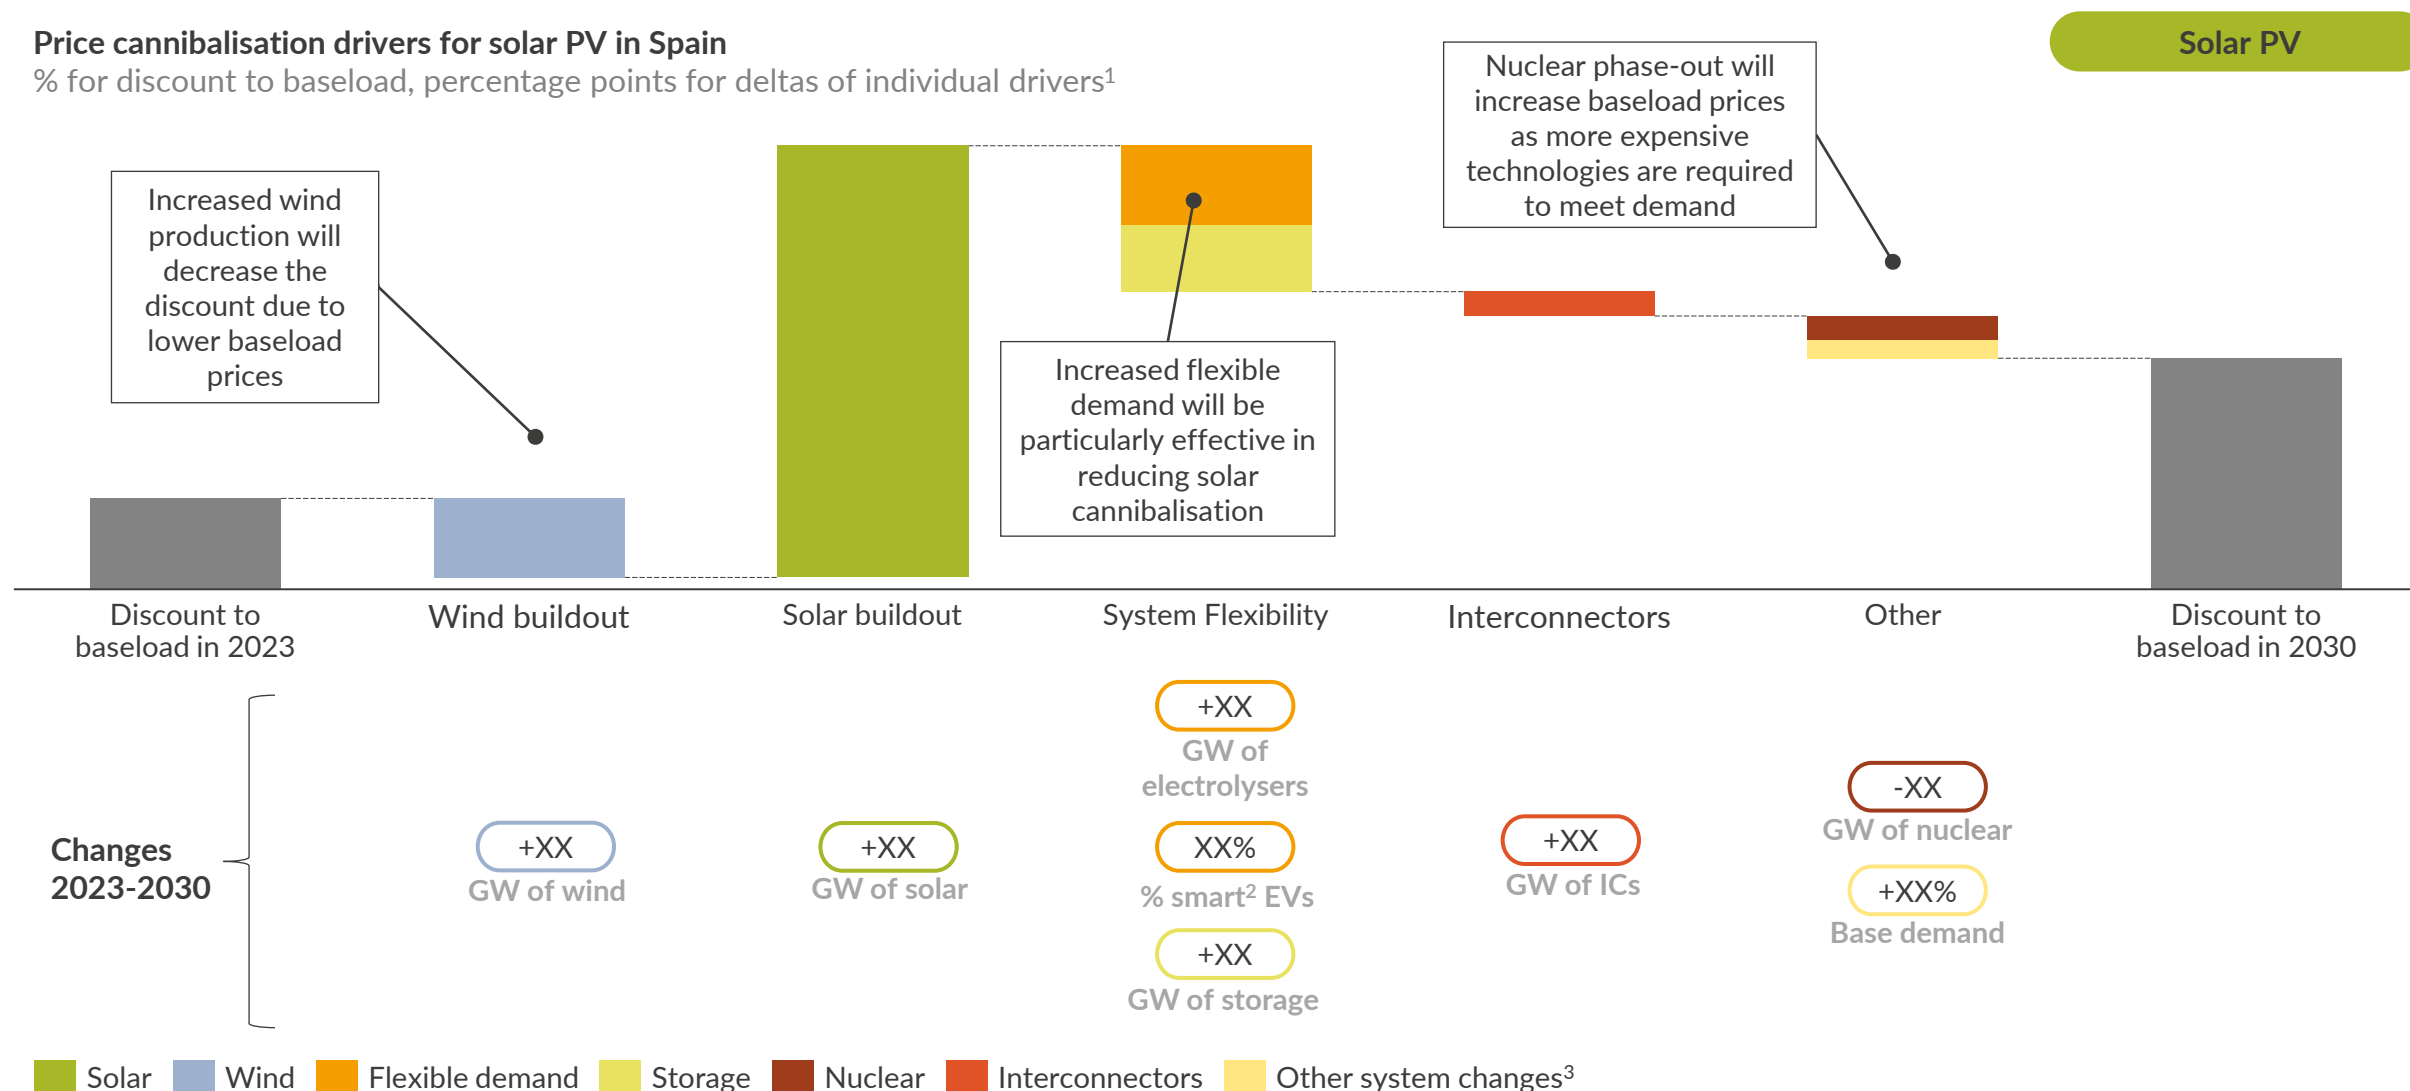 Price cannibalisation drivers for solar PV in Spain
% for discount to baseload, percentage points for deltas of individual drivers¹
Solar PV
Increased wind
production will
decrease the
discount due to
lower baseload
prices
Increased flexible
demand will be
particularly effective in
reducing solar
cannibalisation
Nuclear phase-out will
increase baseload prices
as more expensive
technologies are required
to meet demand
Discount to
baseload in 2023
Wind buildout
Solar buildout
System Flexibility
Interconnectors
Other
Discount to
baseload in 2030
Changes
2023-2030
+XX
GW of wind
+XX
GW of solar
+XX
GW of
electrolysers
XX%
% smart² EVs
+XX
GW of storage
+XX
GW of ICs
-XX
GW of nuclear
+XX%
Base demand
Solar
Wind
Flexible demand
Storage
Nuclear
Interconnectors
Other system changes³